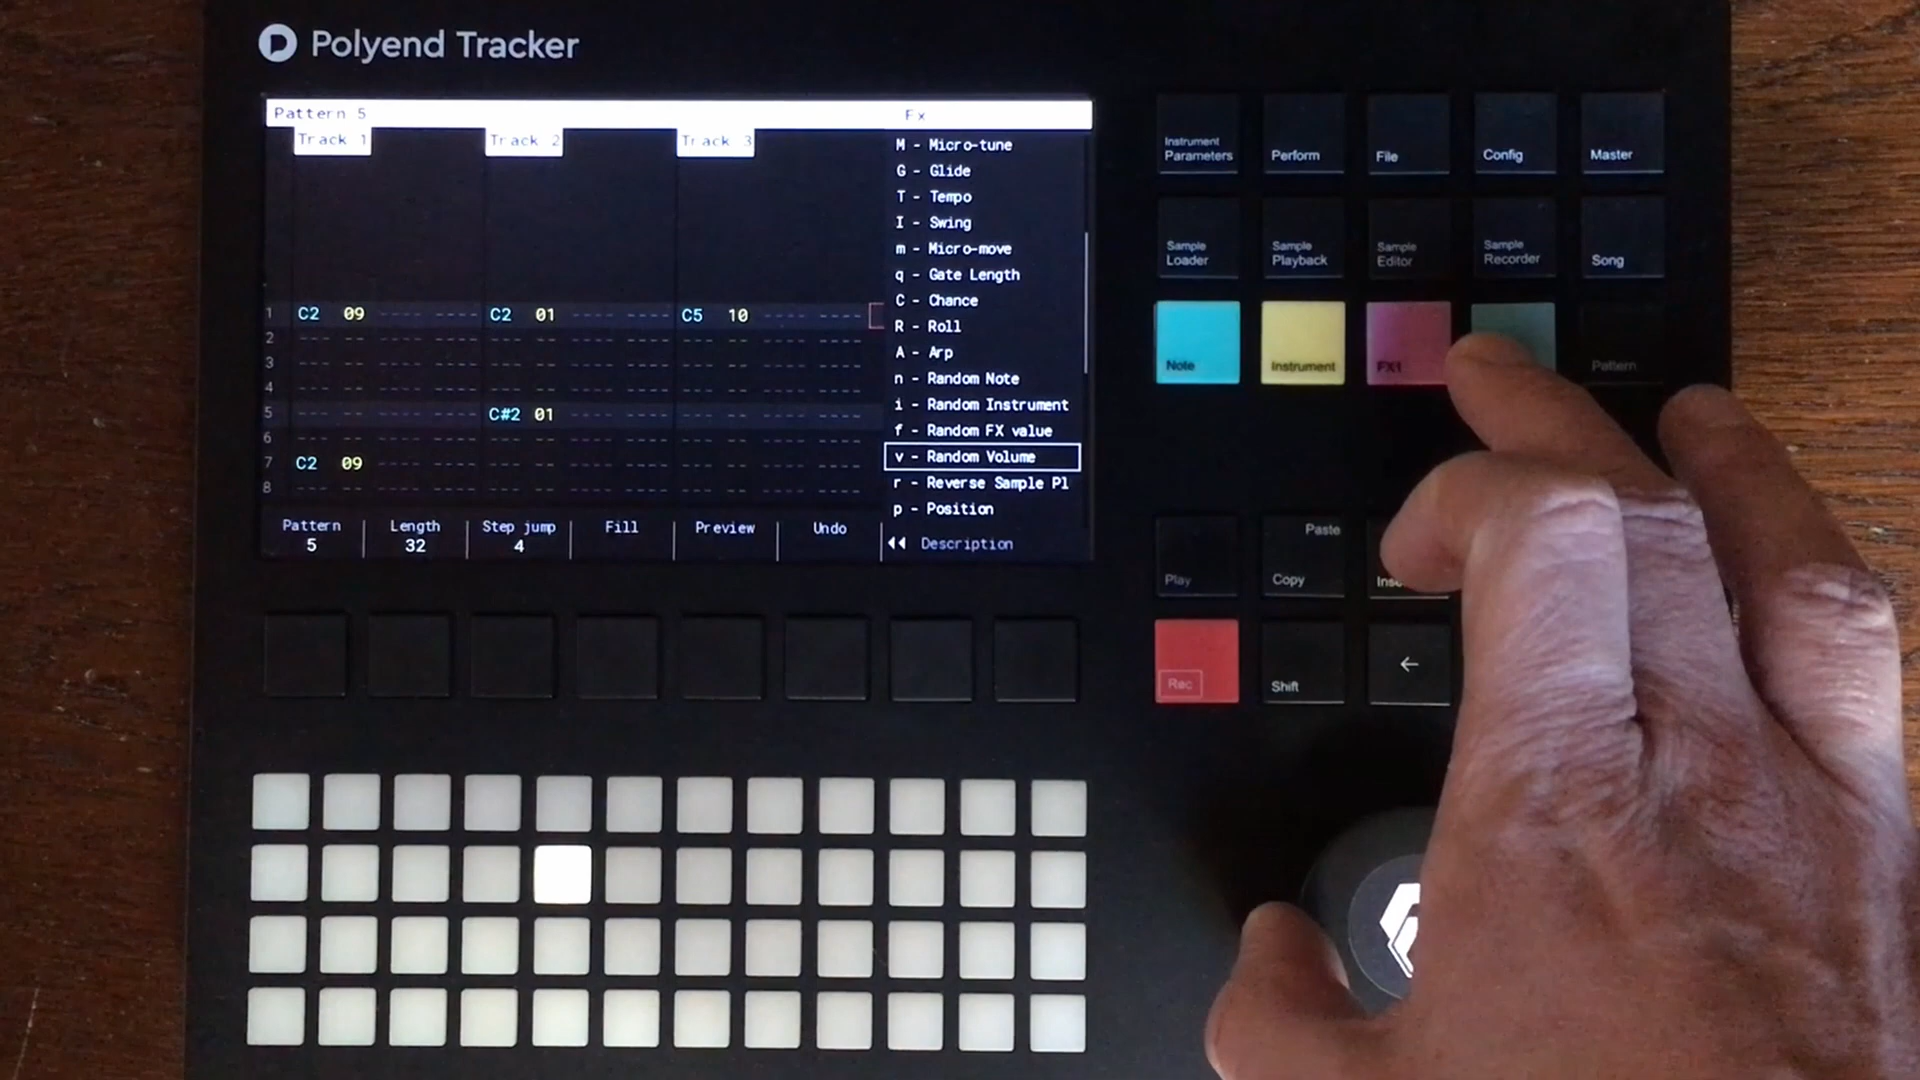 Polyend Tracker
Pattern 5
Fx
Track 1
Track 2
Track 3
M - Micro-tune
G - Glide
T - Tempo
I - Swing
m - Micro-move
q - Gate Length
C - Chance
R - Roll
A - Arp
n - Random Note
i - Random Instrument
f - Random FX value
v - Random Volume
r - Reverse Sample Pl
p - Position
1 C2 09 ---- ---- C2 01 ---- ---- C5 10 ---- ----
2 --- -- ---- ---- --- -- ---- ---- --- -- ---- ----
3 --- -- ---- ---- --- -- ---- ---- --- -- ---- ----
4 --- -- ---- ---- --- -- ---- ---- --- -- ---- ----
5 --- -- ---- ---- C#2 01 ---- ---- --- -- ---- ----
6 --- -- ---- ---- --- -- ---- ---- --- -- ---- ----
7 C2 09 ---- ---- --- -- ---- ---- --- -- ---- ----
8 --- -- ---- ---- --- -- ---- ---- --- -- ---- ----
Pattern Length Step jump Fill Preview Undo
5 32 4
Description
Instrument Parameters
Perform
File
Config
Master
Sample Loader
Sample Playback
Sample Editor
Sample Recorder
Song
Note
Instrument
FX1
Pattern
Play
Paste
Copy
Rec
Shift
←